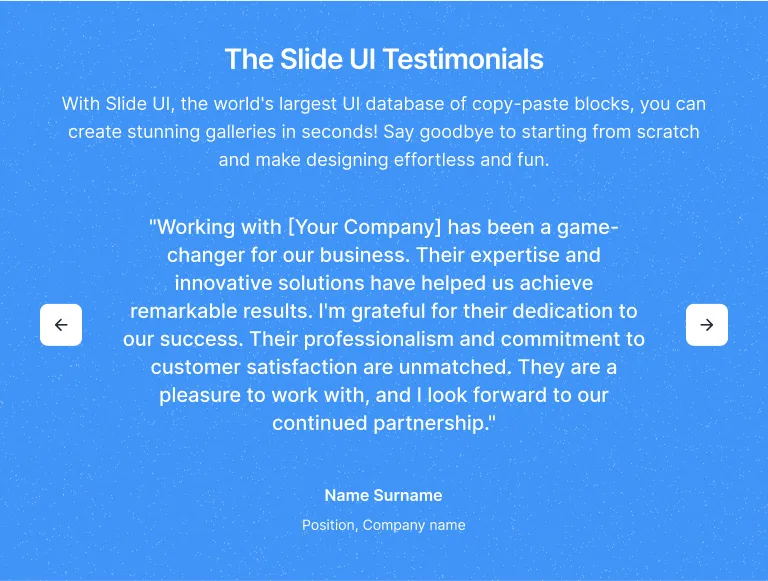 The Slide UI Testimonials
With Slide UI, the world's largest UI database of copy-paste blocks, you can
create stunning galleries in seconds! Say goodbye to starting from scratch
and make designing effortless and fun.
"Working with [Your Company] has been a game-
changer for our business. Their expertise and
innovative solutions have helped us achieve
remarkable results. I'm grateful for their dedication to
our success. Their professionalism and commitment to
customer satisfaction are unmatched. They are a
pleasure to work with, and I look forward to our
continued partnership."
Name Surname
Position, Company name